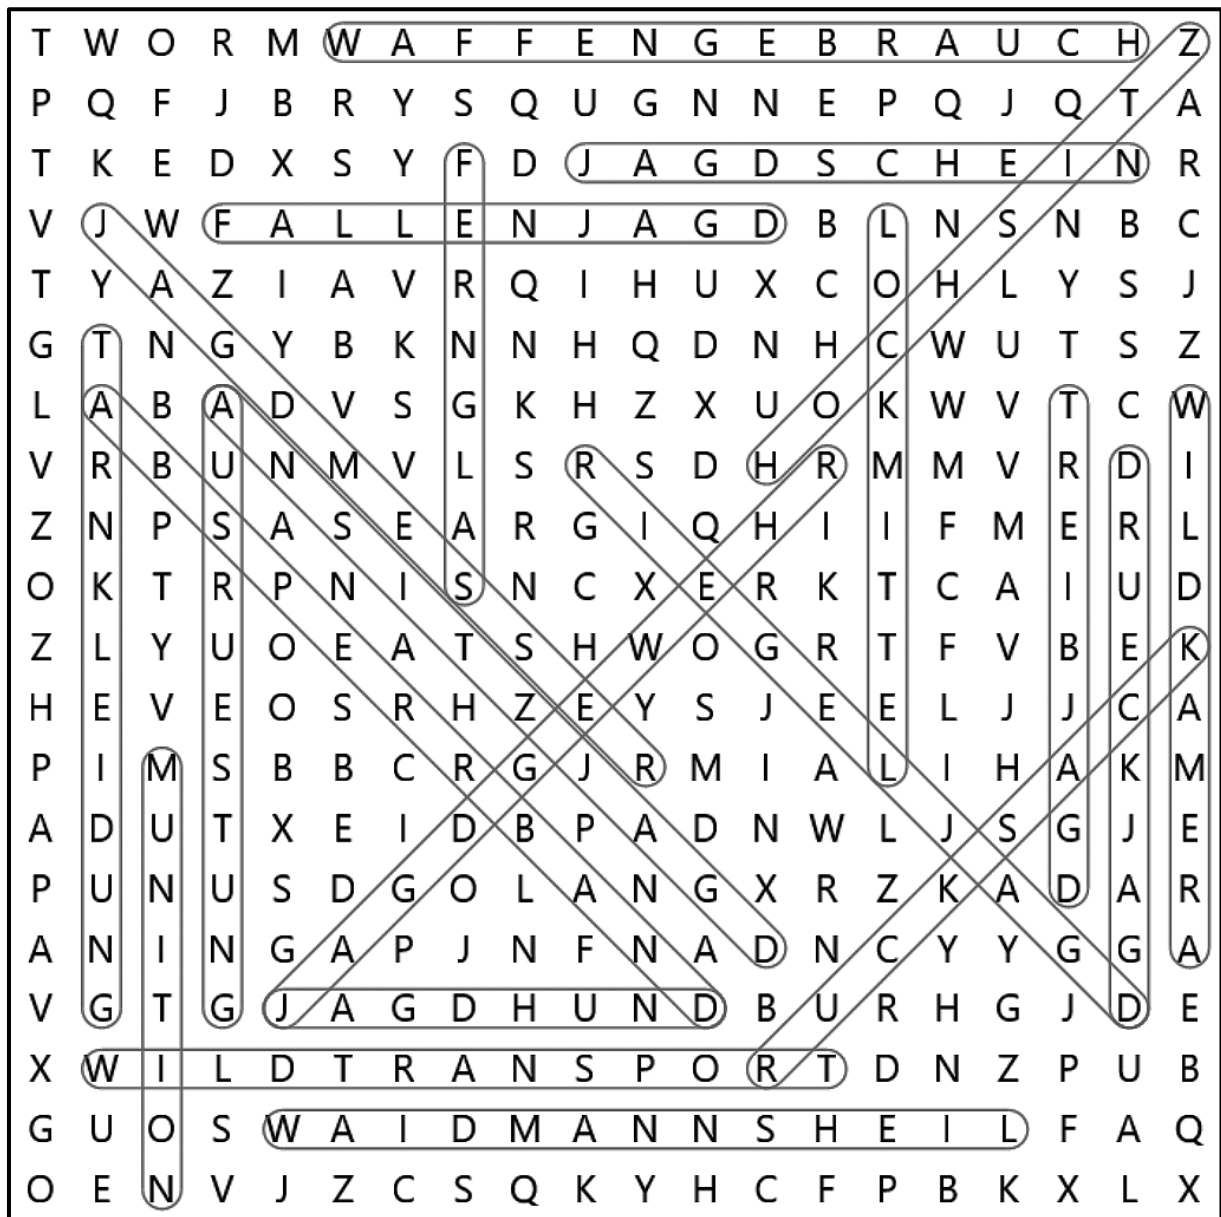 T W O R M W A F F E N G E B R A U C H Z
P Q F J B R Y S Q U G N N E P Q J Q T A
T K E D X S Y F D J A G D S C H E I N R
V J W F A L L E N J A G D B L N S N B C
T Y A Z I A V R Q I H U X C O H L Y S J
G T N G Y B K N N H Q D N H C W U T S Z
L A B A D V S G K H Z X U O K W V T C W
V R B U N M V L S R S D H R M M V R D I
Z N P S A S E A R G I Q H I I F M E R L
O K T R P N I S N C X E R K T C A I U D
Z L Y U O E A T S H W O G R T F V B E K
H E V E O S R H Z E Y S J E E L J J C A
P I M S B B C R G J R M I A L I H A K M
A D U T X E I D B P A D N W L J S G J E
P U N U S D G O L A N G X R Z K A D A R
A N I N G A P J N F N A D N C Y Y G G A
V G T G J A G D H U N D B U R H G J D E
X W I L D T R A N S P O R T D N Z P U B
G U O S W A I D M A N N S H E I L F A Q
O E N V J Z C S Q K Y H C F P B K X L X